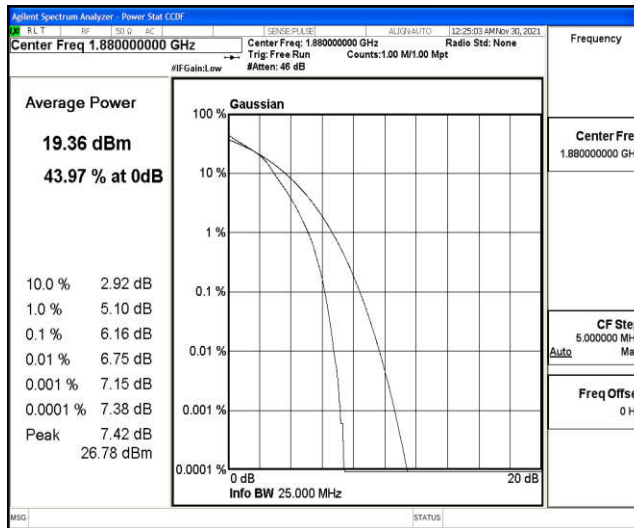 Agilent Spectrum Analyzer - Power Stat CCDF
R L T RF 50 Ω AC SENSE:PULSE ALIGNAUTO 12:25:03 AM Nov 30, 2021
Center Freq 1.880000000 GHz
Center Freq: 1.880000000 GHz Radio Std: None
Trig: Free Run Counts:1.00 M/1.00 Mpt
#IFGain:Low #Atten: 46 dB
Frequency
Average Power
19.36 dBm
43.97 % at 0dB
10.0 % 2.92 dB
1.0 % 5.10 dB
0.1 % 6.16 dB
0.01 % 6.75 dB
0.001 % 7.15 dB
0.0001 % 7.38 dB
Peak 7.42 dB
26.78 dBm
Gaussian
100 %
10 %
1 %
0.1 %
0.01 %
0.001 %
0.0001 %
0 dB 20 dB
Info BW 25.000 MHz
Center Fre
1.880000000 GH
CF Ste
5.000000 MH
Auto Ma
Freq Offse
0 H
MSG STATUS